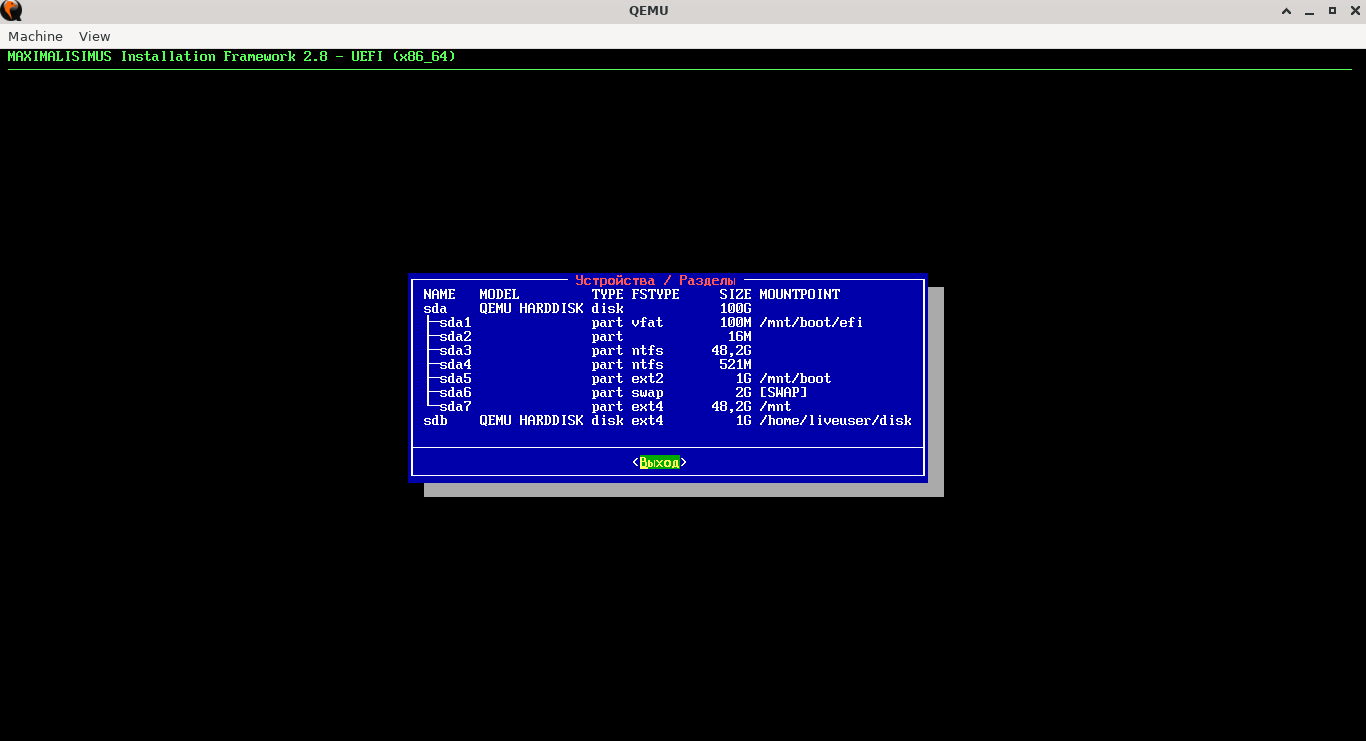 QEMU
Machine View
MAXIMALISIMUS Installation Framework 2.8 - UEFI (x86_64)
Устройства / Разделы
NAME MODEL TYPE FSTYPE SIZE MOUNTPOINT
sda QEMU HARDDISK disk 100G
├─sda1 part vfat 100M /mnt/boot/efi
├─sda2 part 16M
├─sda3 part ntfs 48,2G
├─sda4 part ntfs 521M
├─sda5 part ext2 1G /mnt/boot
├─sda6 part swap 2G [SWAP]
└─sda7 part ext4 48,2G /mnt
sdb QEMU HARDDISK disk ext4 1G /home/liveuser/disk
<Выход>